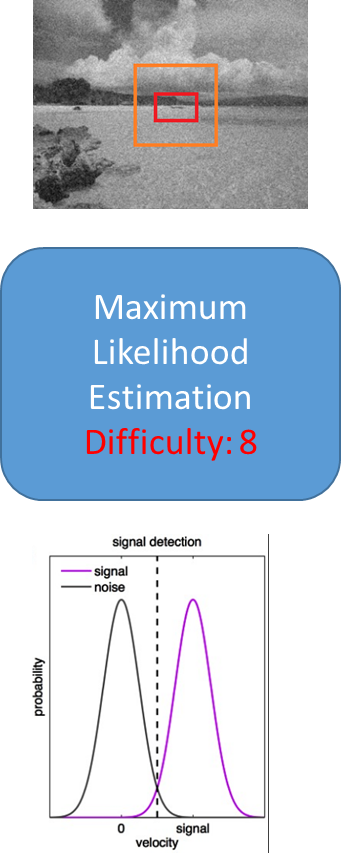 Maximum
Likelihood
Estimation
Difficulty: 8
signal detection
signal
noise
probability
0
signal
velocity